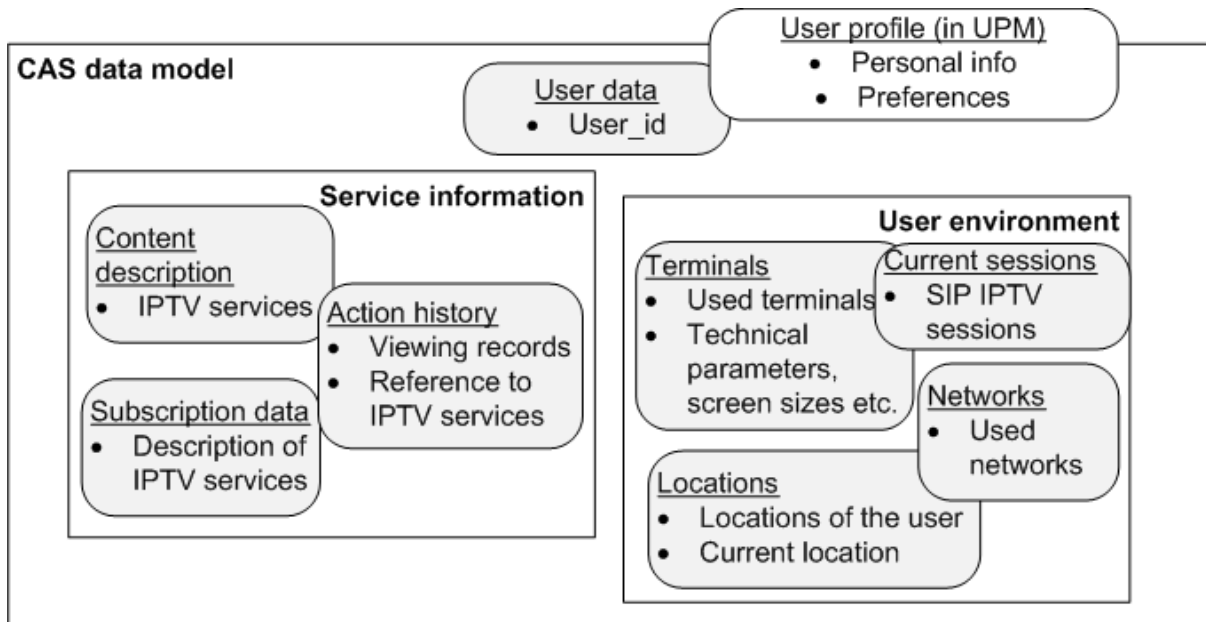 CAS data model
User profile (in UPM)
• Personal info
• Preferences
User data
• User_id
Service information
Content
description
• IPTV services
Action history
• Viewing records
• Reference to
IPTV services
Subscription data
• Description of
IPTV services
User environment
Terminals
• Used terminals
• Technical
parameters,
screen sizes etc.
Current sessions
• SIP IPTV
sessions
Networks
• Used
networks
Locations
• Locations of the user
• Current location